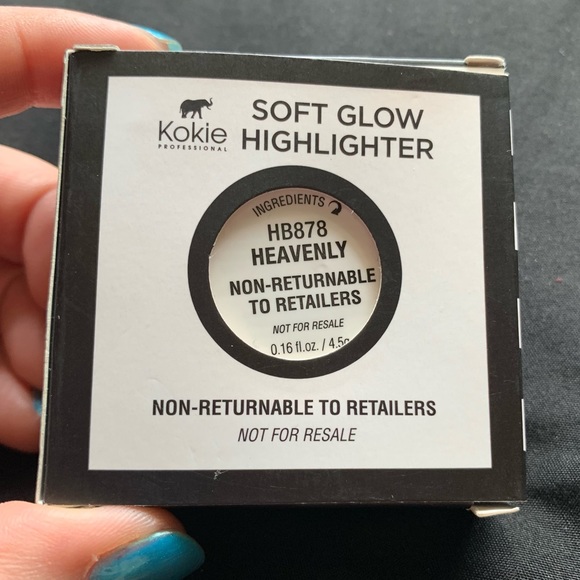 Kokie
PROFESSIONAL
SOFT GLOW
HIGHLIGHTER
INGREDIENTS
HB878
HEAVENLY
NON-RETURNABLE
TO RETAILERS
NOT FOR RESALE
0.16 fl.oz. / 4.5g
NON-RETURNABLE TO RETAILERS
NOT FOR RESALE